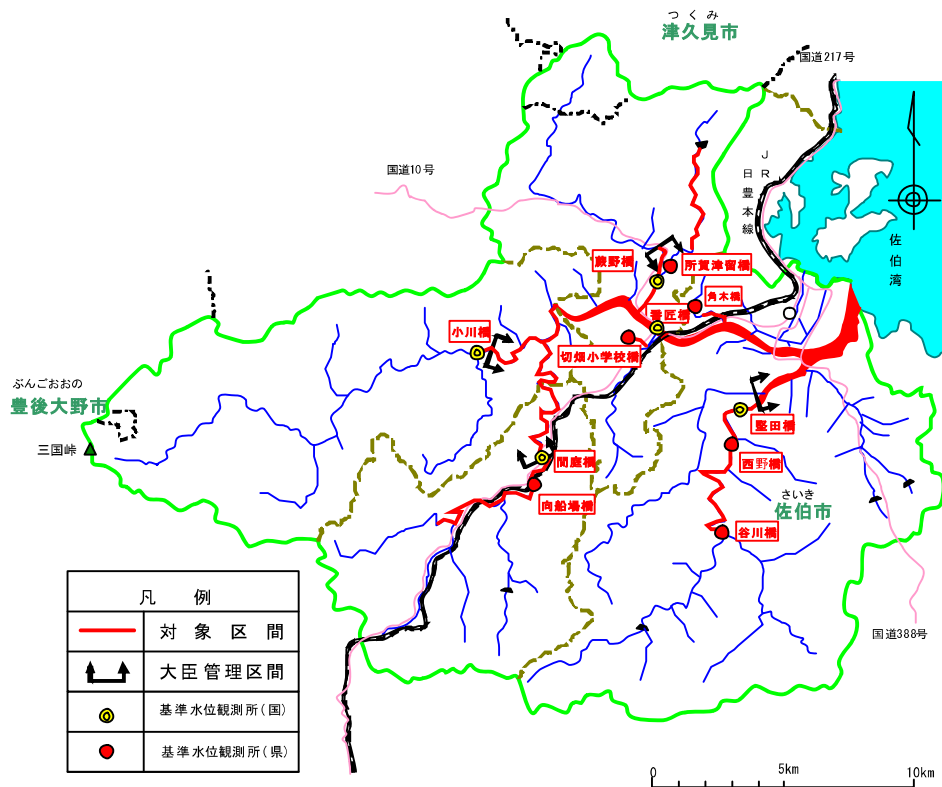 つくみ
津久見市
国道217号
国道10号
JR
日豊本線
佐伯湾
蕨野橋
所賀津留橋
角木橋
番匠橋
小川橋
切畑小学校橋
ぶんごおおの
豊後大野市
三国峠
堅田橋
西野橋
間庭橋
向船場橋
さいき
佐伯市
谷川橋
国道388号
凡 例
対象区間
大臣管理区間
基準水位観測所(国)
基準水位観測所(県)
0 5km 10km